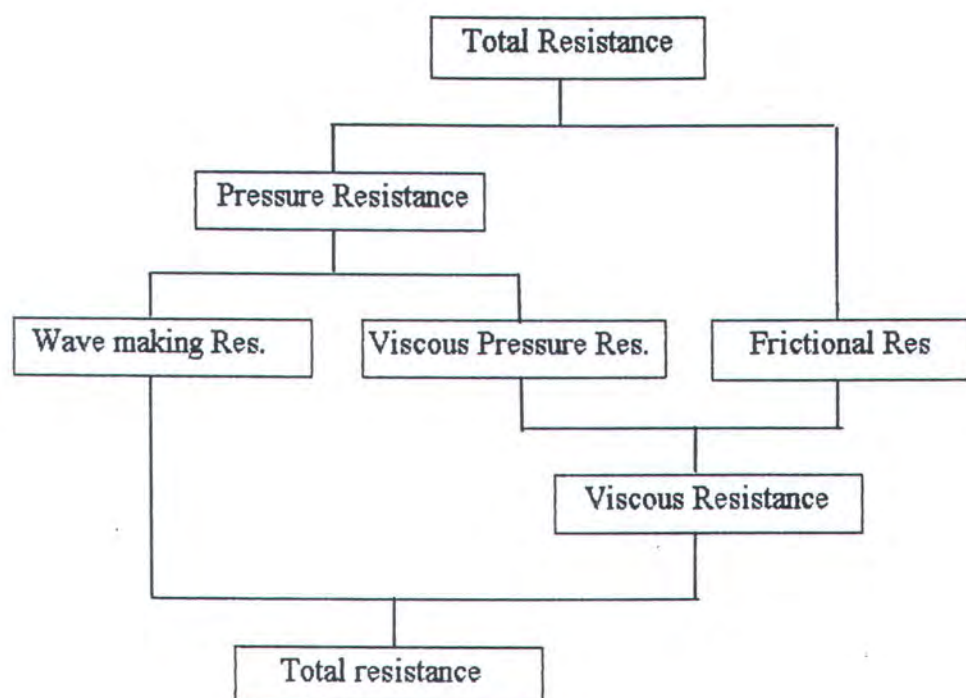 Total Resistance
Pressure Resistance
Wave making Res.
Viscous Pressure Res.
Frictional Res
Viscous Resistance
Total resistance